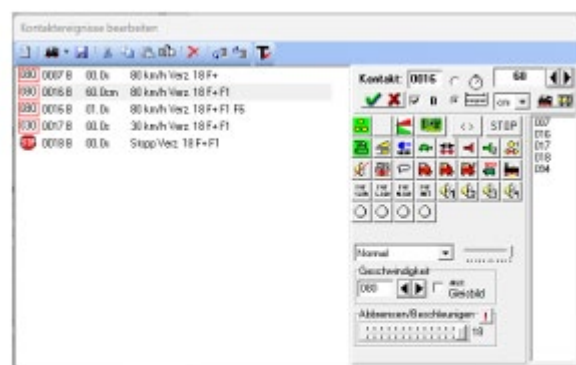 Kontaktereignisse bearbeiten
080 0007 B 00.0s 80 km/h Verz. 18 F+
080 0016 B 60.0cm 80 km/h Verz. 18 F+ F1
080 0016 B 01.0s 80 km/h Verz. 18 F+ F1 F6
030 0017 B 00.0s 30 km/h Verz. 18 F+ F1
STOP 0018 B 00.0s Stopp Verz. 18 F+ F1
Kontakt: 0016 60
B cm
STOP
007
016
017
018
094
Normal
Geschwindigkeit
080 aus Gleisbild
Abbremsen/Beschleunigen !
18